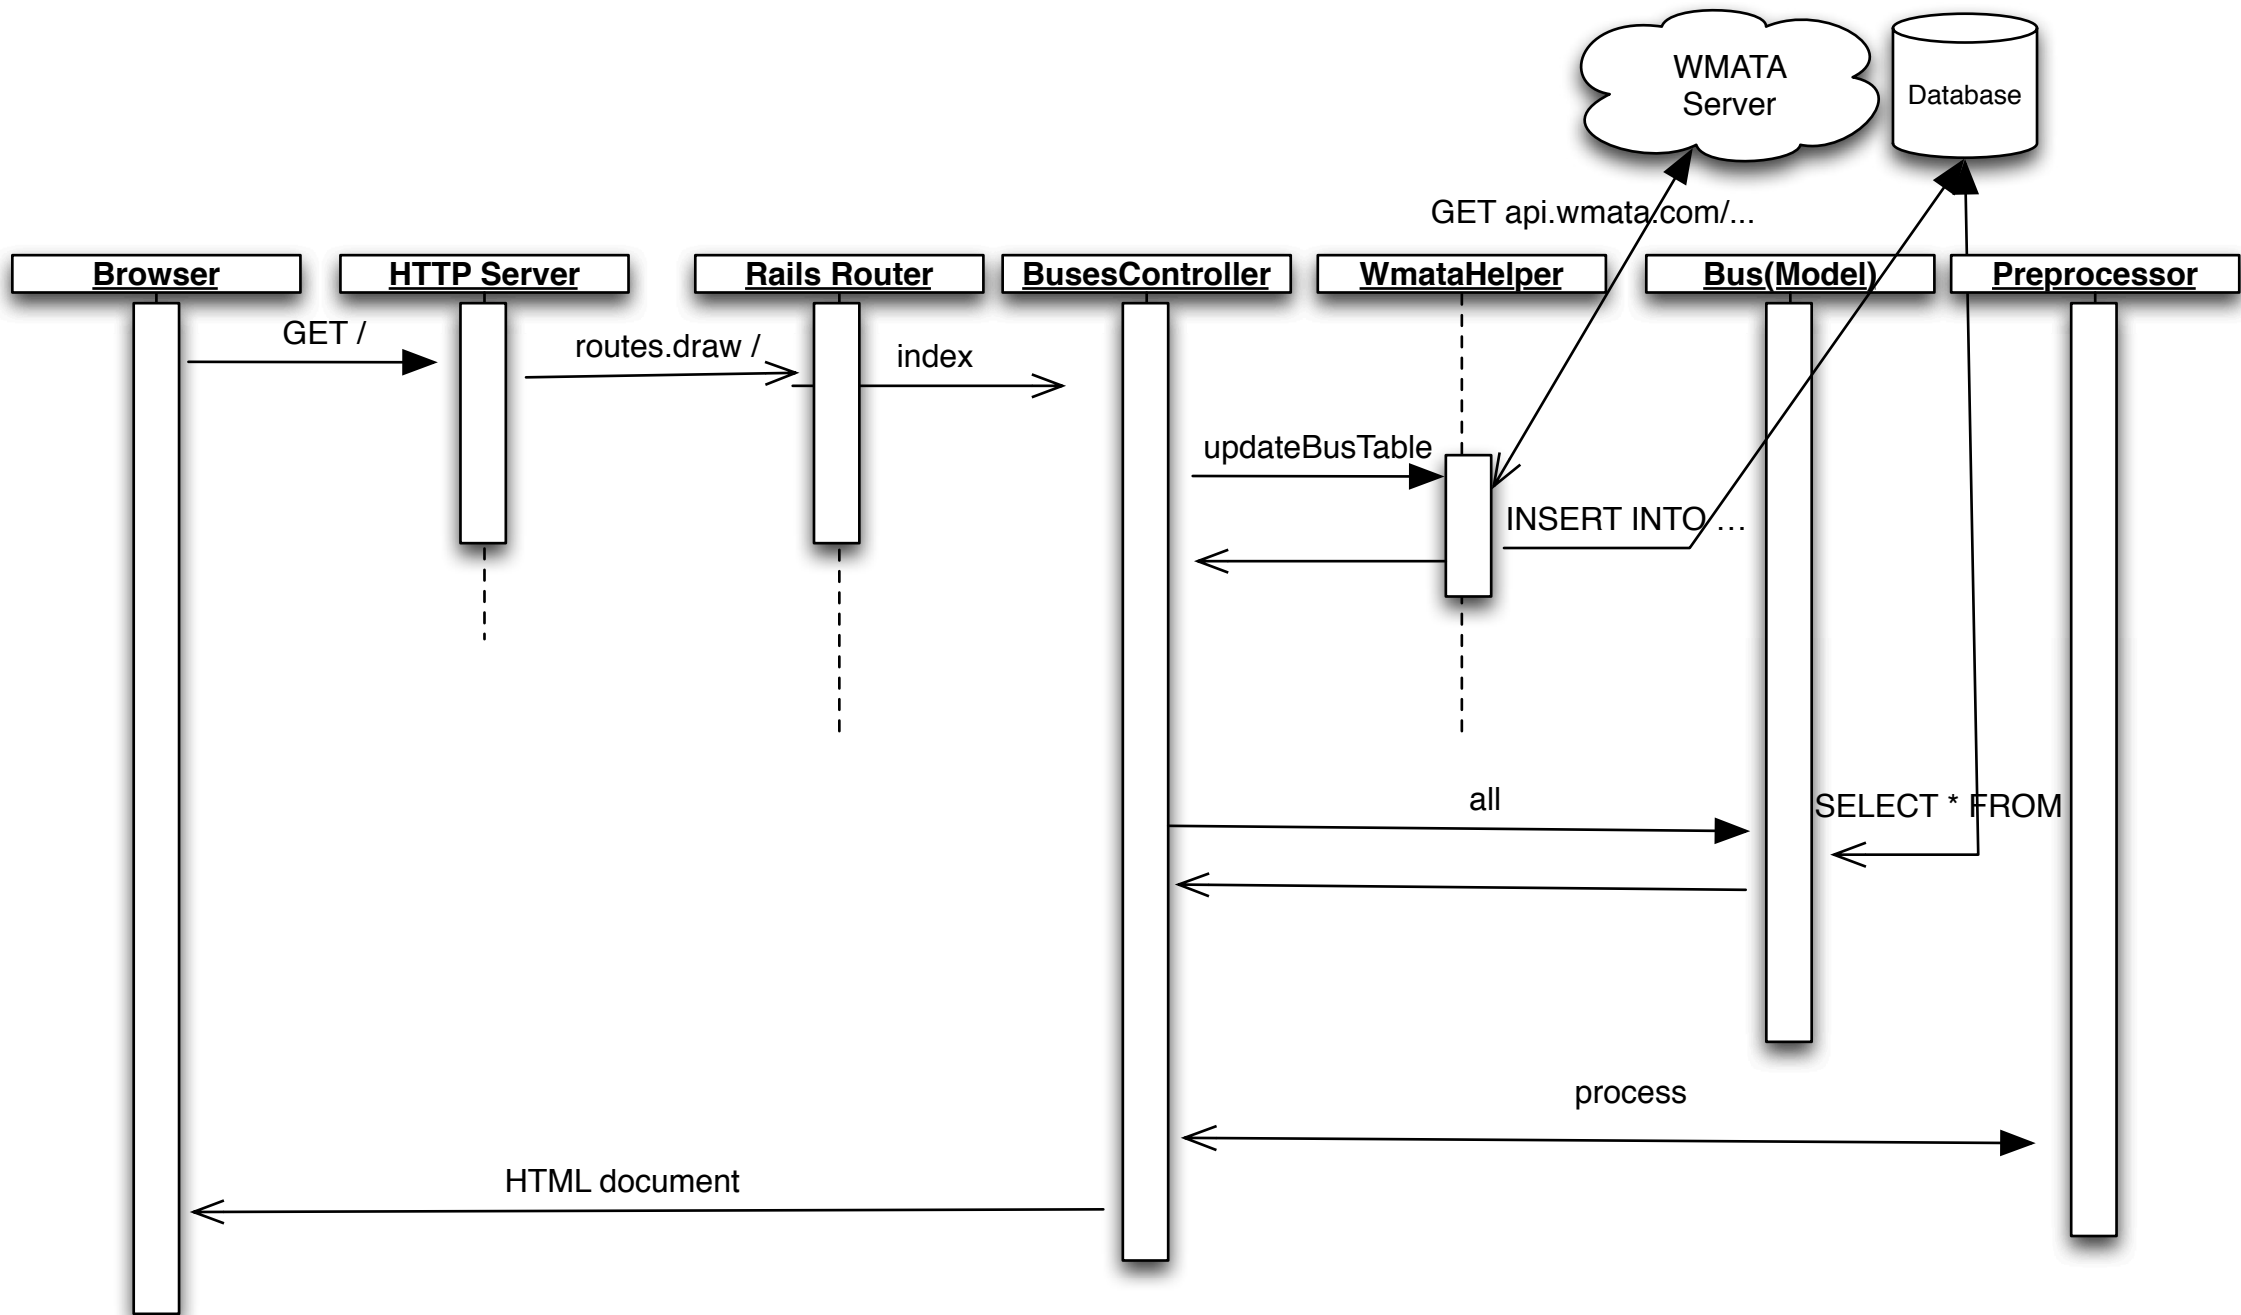 WMATA
Server
Database
GET api.wmata.com/...
Browser
HTTP Server
Rails Router
BusesController
WmataHelper
Bus(Model)
Preprocessor
GET /
routes.draw /
index
updateBusTable
INSERT INTO …
all
SELECT * FROM
process
HTML document